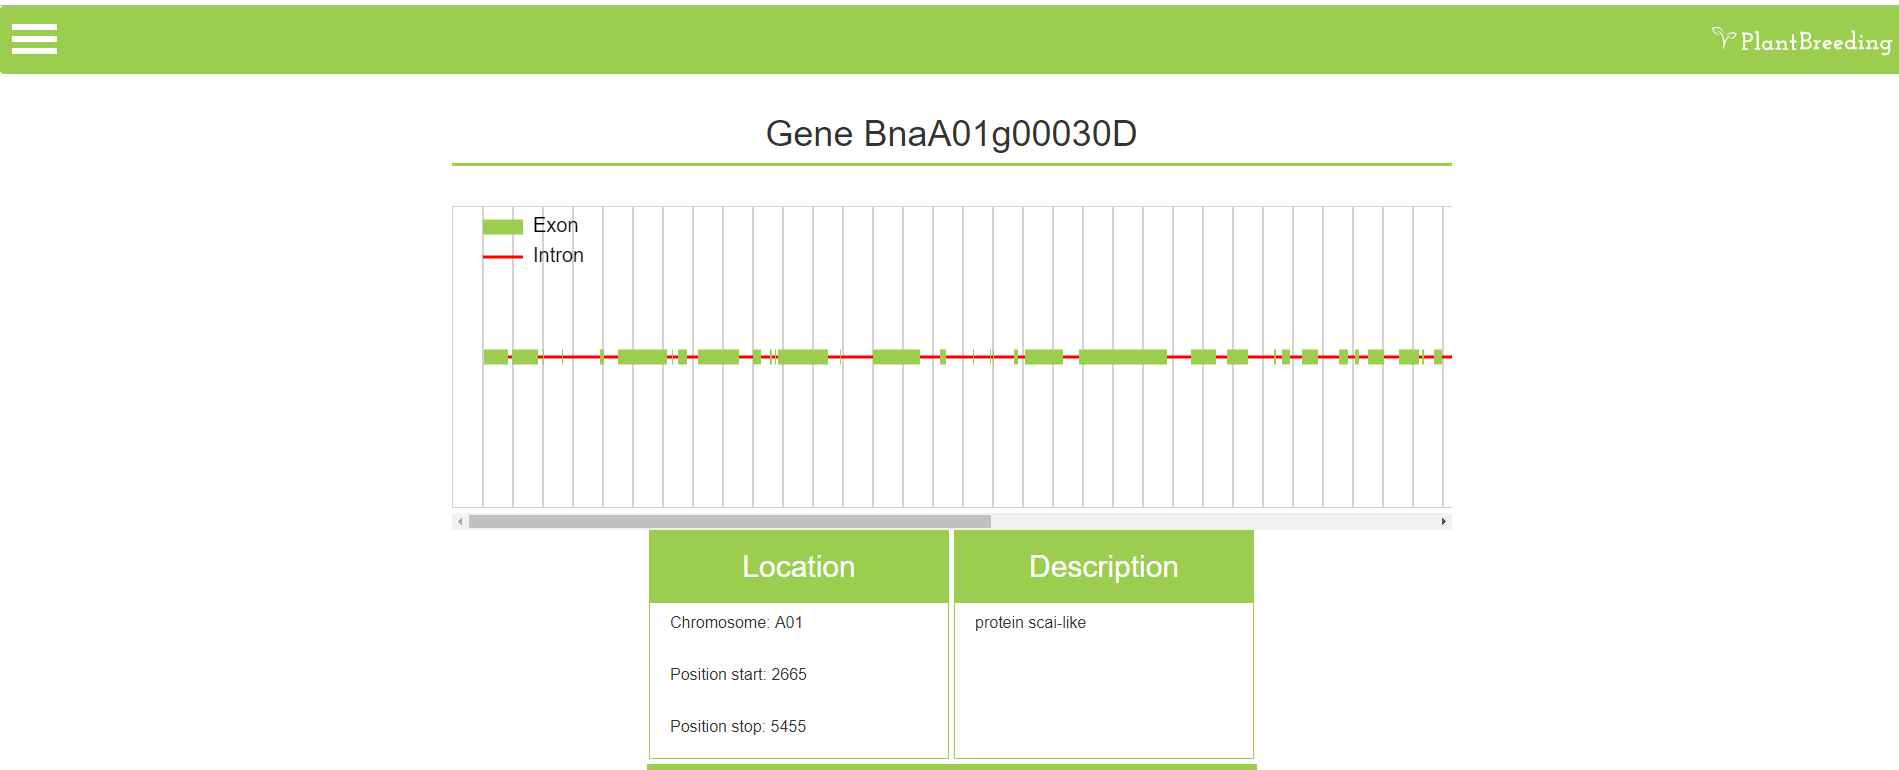 PlantBreeding
Gene BnaA01g00030D
Exon
Intron
Location
Description
Chromosome: A01
protein scai-like
Position start: 2665
Position stop: 5455